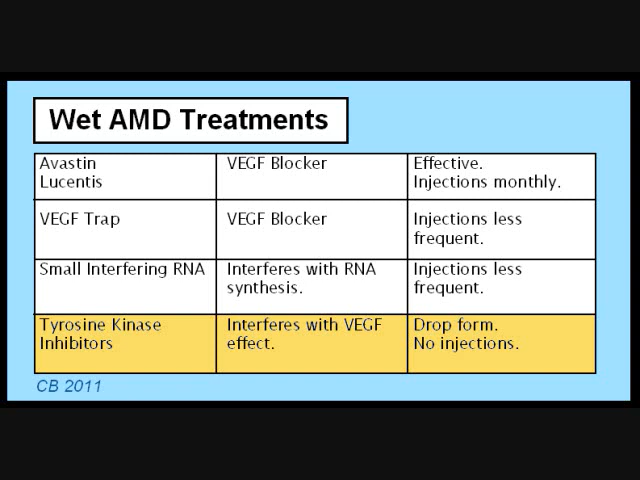 Wet AMD Treatments
Avastin
Lucentis
VEGF Blocker
Effective.
Injections monthly.
VEGF Trap
VEGF Blocker
Injections less
frequent.
Small Interfering RNA
Interferes with RNA
synthesis.
Injections less
frequent.
Tyrosine Kinase
Inhibitors
Interferes with VEGF
effect.
Drop form.
No injections.
CB 2011